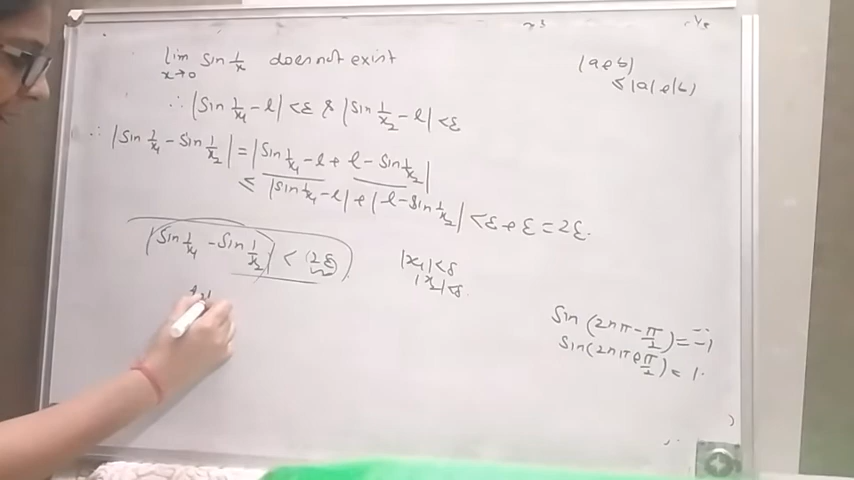 lim x→0 Sin 1/x does not exist
∴ |Sin 1/x₁ - l| < ε & |Sin 1/x₂ - l| < ε
∴ |Sin 1/x₁ - Sin 1/x₂| = |Sin 1/x₁ - l + l - Sin 1/x₂|
≤ |Sin 1/x₁ - l| + |l - Sin 1/x₂| < ε + ε = 2ε.
|Sin 1/x₁ - Sin 1/x₂| < (2ε)
|x₁| < δ
|x₂| < δ
|a+b|
≤ |a|+|b|
Sin (2nπ - π/2) = -1
Sin (2nπ + π/2) = 1.